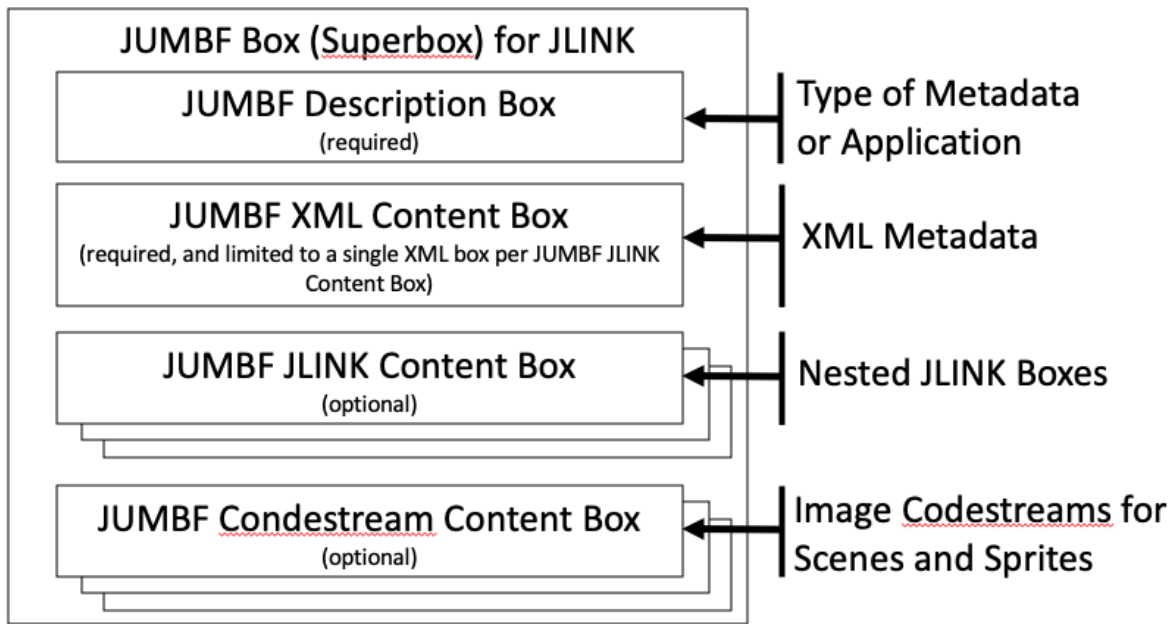 JUMBF Box (Superbox) for JLINK
JUMBF Description Box
(required)
Type of Metadata
or Application
JUMBF XML Content Box
(required, and limited to a single XML box per JUMBF JLINK
Content Box)
XML Metadata
JUMBF JLINK Content Box
(optional)
Nested JLINK Boxes
JUMBF Condestream Content Box
(optional)
Image Codestreams for
Scenes and Sprites